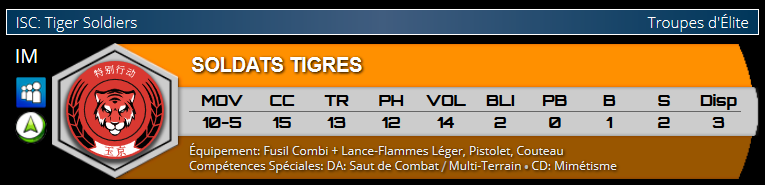 ISC: Tiger Soldiers Troupes d'Élite
IM
特别行动
玉京
SOLDATS TIGRES
MOV CC TR PH VOL BLI PB B S Disp
10-5 15 13 12 14 2 0 1 2 3
Équipement: Fusil Combi + Lance-Flammes Léger, Pistolet, Couteau
Compétences Spéciales: DA: Saut de Combat / Multi-Terrain • CD: Mimétisme